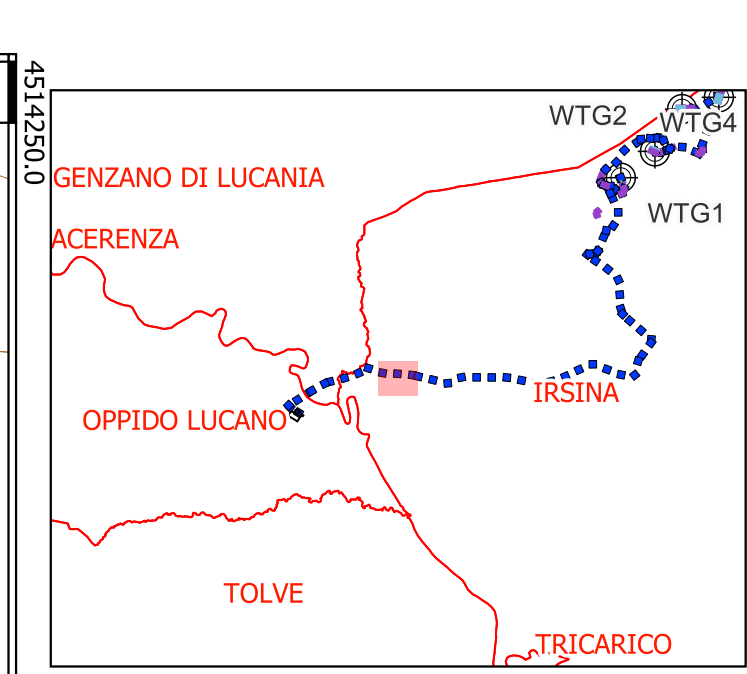 4514250.0
WTG2
WTG4
GENZANO DI LUCANIA
WTG1
ACERENZA
IRSINA
OPPIDO LUCANO
TOLVE
TRICARICO